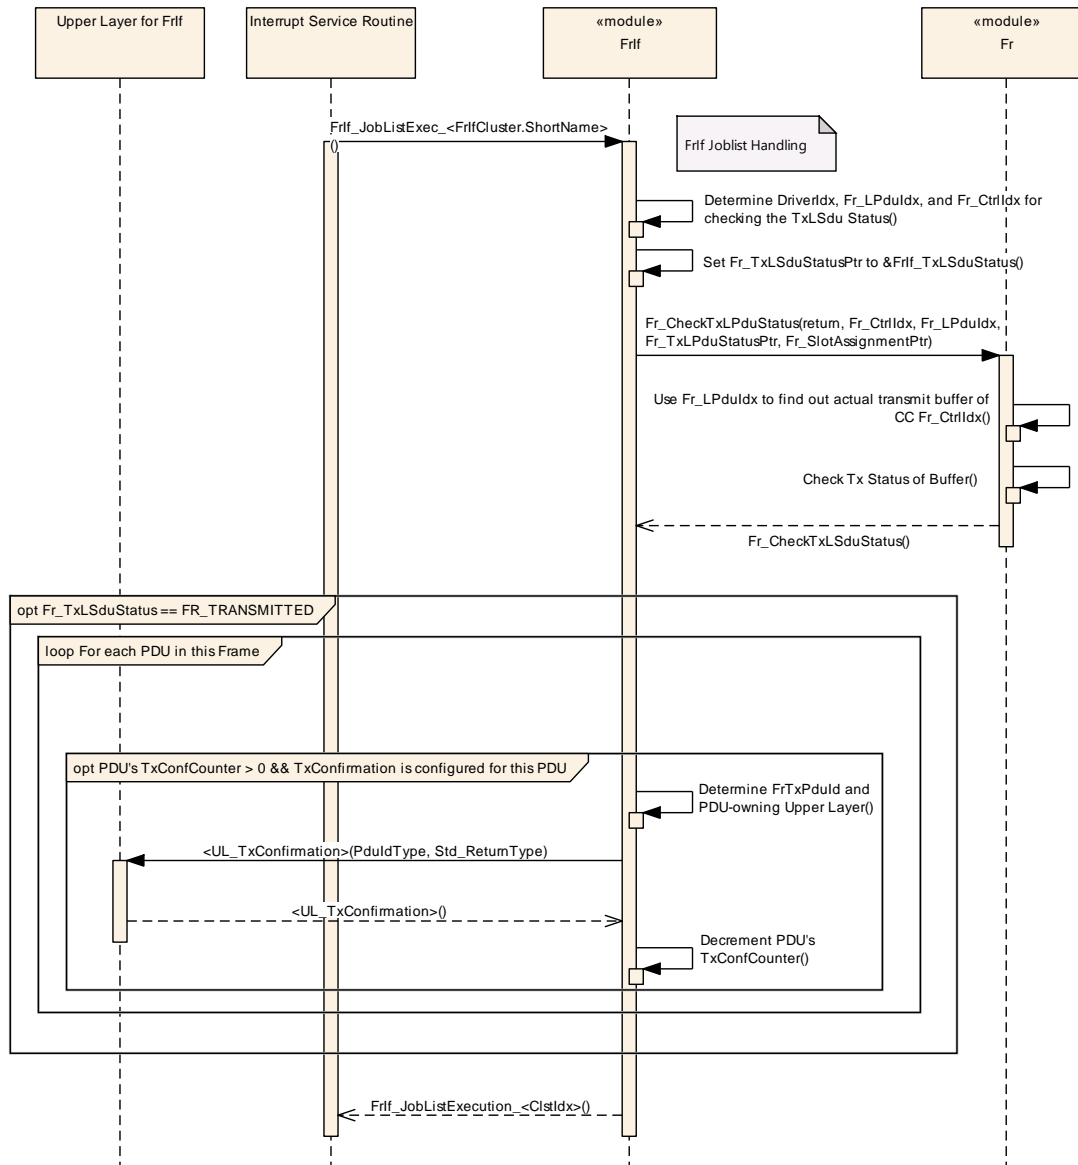 Upper Layer for FrIf
Interrupt Service Routine
«module»
FrIf
«module»
Fr
FrIf_JobListExec_<FrIfCluster.ShortName>
()
FrIf Joblist Handling
Determine DriverIdx, Fr_LPduIdx, and Fr_CtrlIdx for
checking the TxLSdu Status()
Set Fr_TxLSduStatusPtr to &FrIf_TxLSduStatus()
Fr_CheckTxLPduStatus(return, Fr_CtrlIdx, Fr_LPduIdx,
Fr_TxLPduStatusPtr, Fr_SlotAssignmentPtr)
Use Fr_LPduIdx to find out actual transmit buffer of
CC Fr_CtrlIdx()
Check Tx Status of Buffer()
Fr_CheckTxLSduStatus()
opt Fr_TxLSduStatus == FR_TRANSMITTED
loop For each PDU in this Frame
opt PDU's TxConfCounter > 0 && TxConfirmation is configured for this PDU
Determine FrTxPduId and
PDU-owning Upper Layer()
<UL_TxConfirmation>(PduIdType, Std_ReturnType)
<UL_TxConfirmation>()
Decrement PDU's
TxConfCounter()
FrIf_JobListExecution_<ClstIdx>()